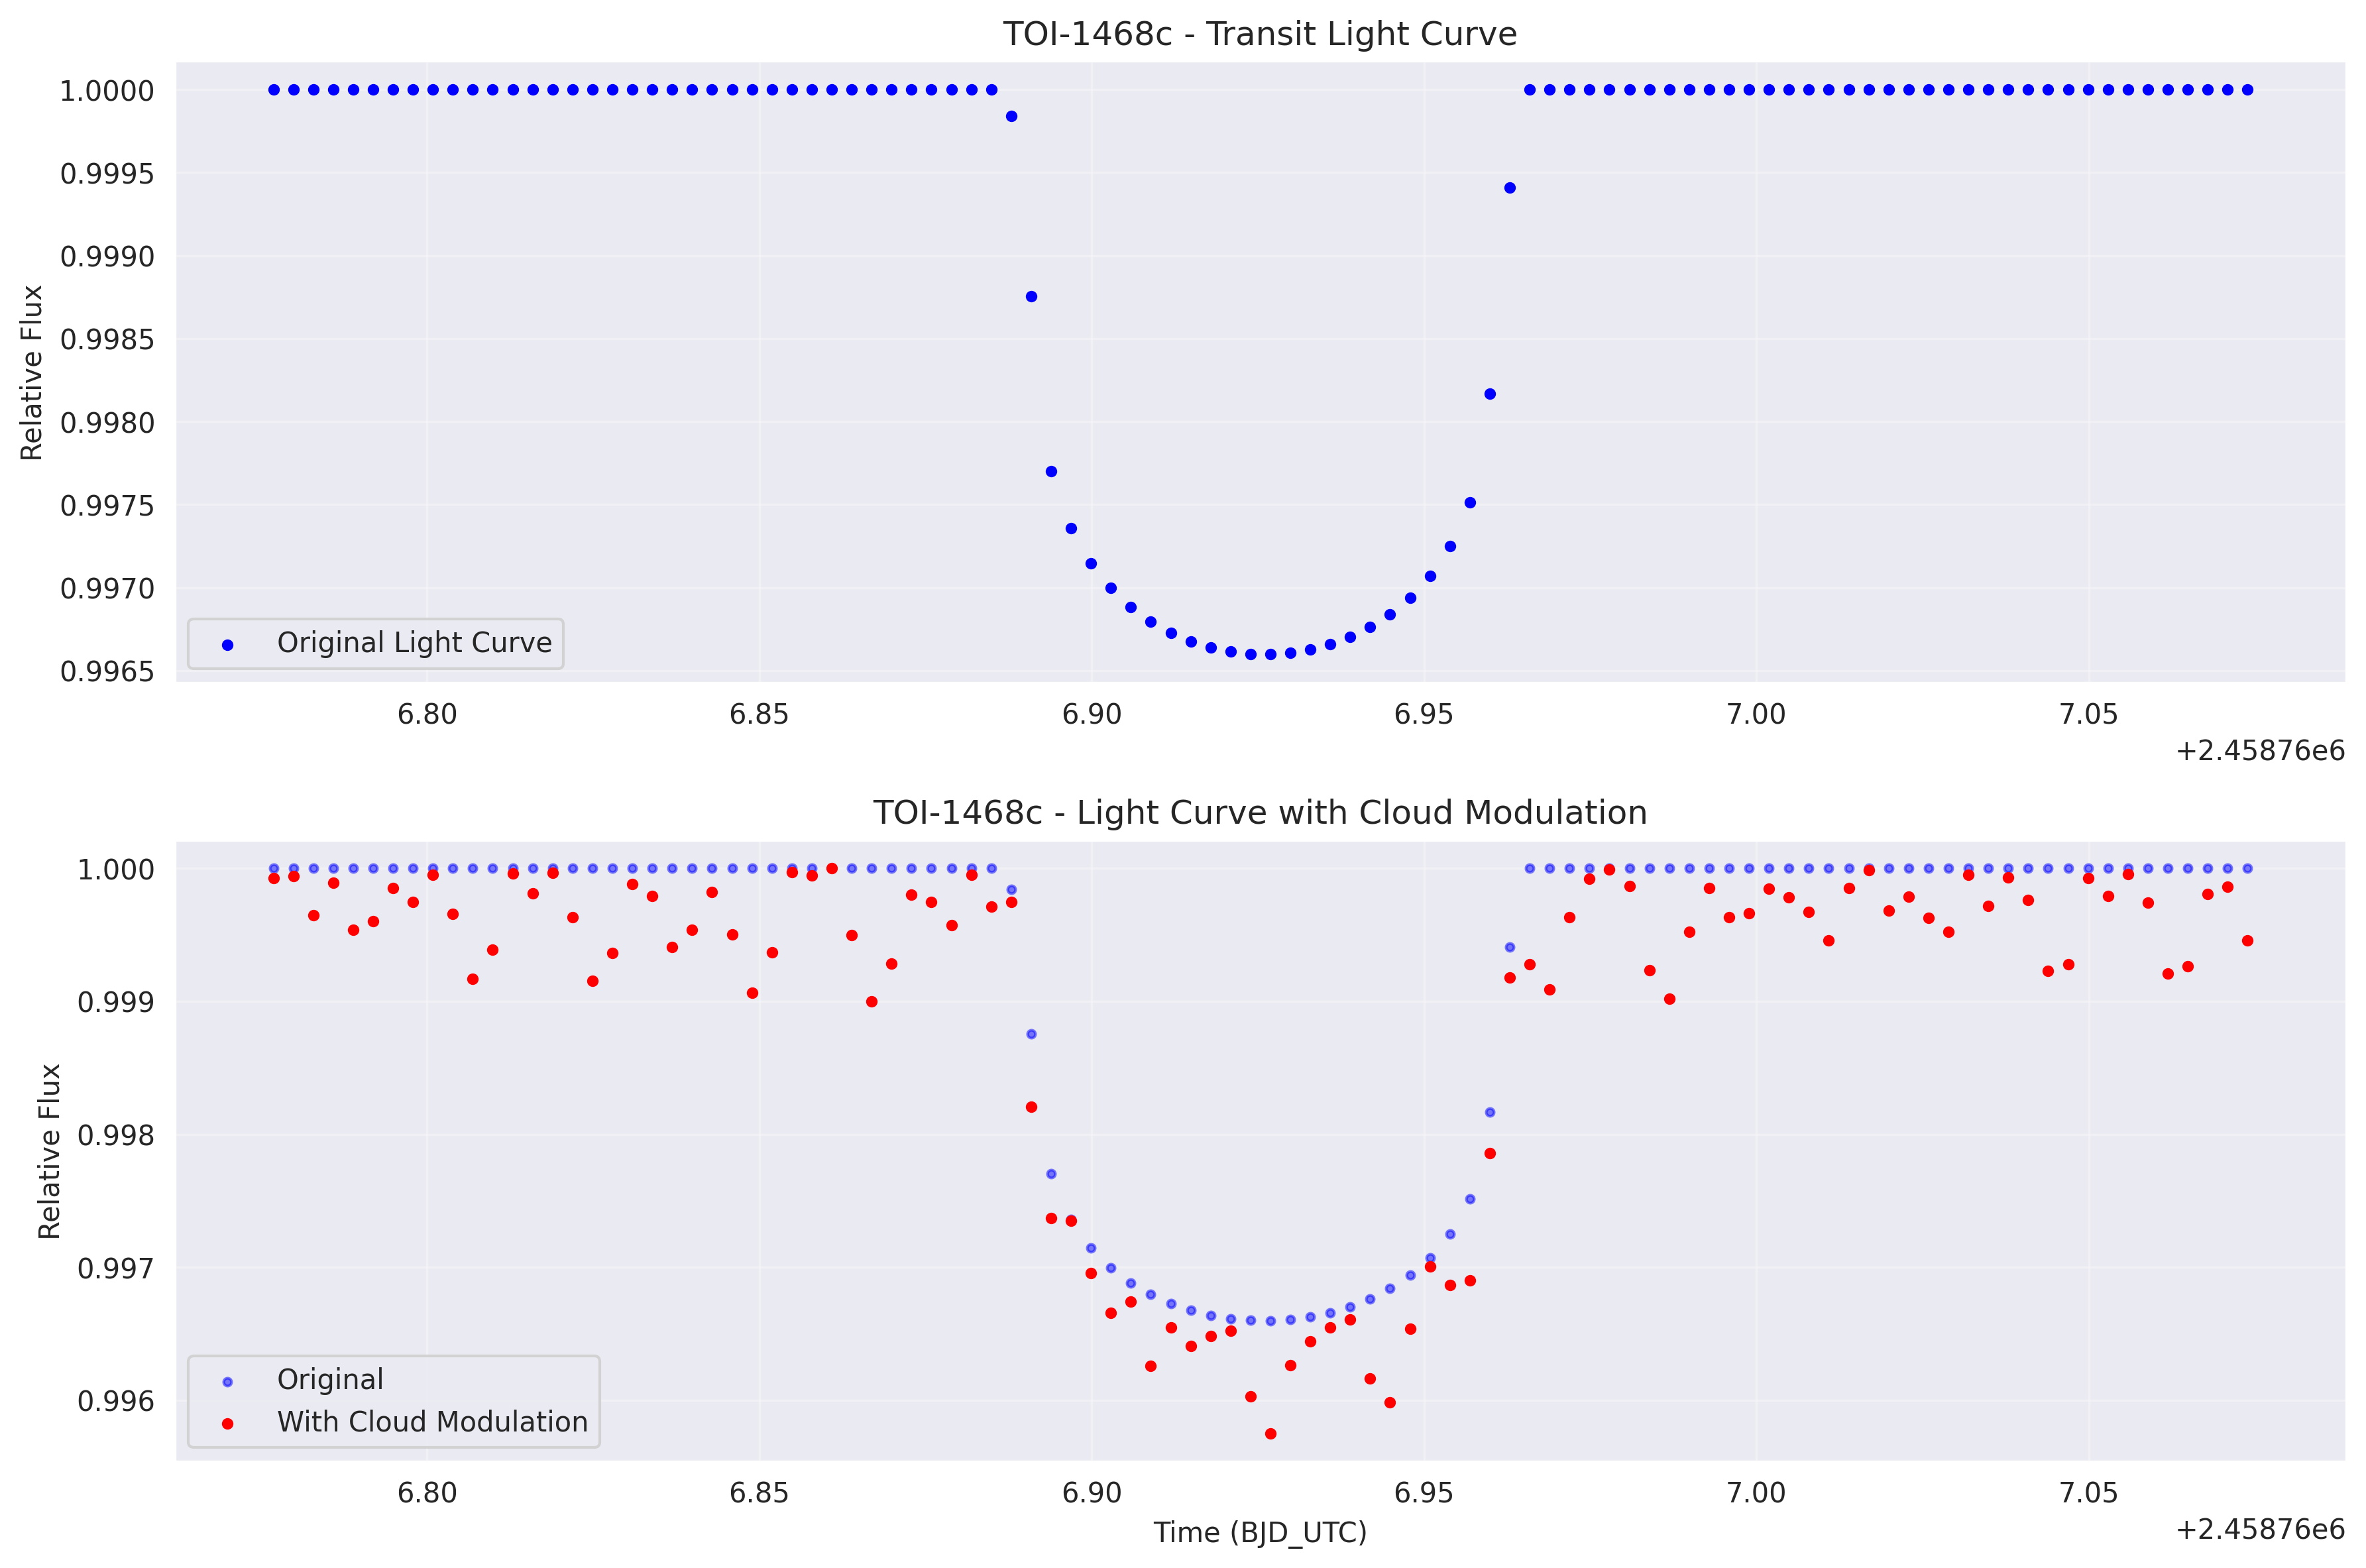 TOI-1468c - Transit Light Curve
Relative Flux
1.0000
0.9995
0.9990
0.9985
0.9980
0.9975
0.9970
0.9965
Original Light Curve
6.80 6.85 6.90 6.95 7.00 7.05
+2.45876e6
TOI-1468c - Light Curve with Cloud Modulation
Relative Flux
1.000
0.999
0.998
0.997
0.996
Original
With Cloud Modulation
6.80 6.85 6.90 6.95 7.00 7.05
Time (BJD_UTC)
+2.45876e6